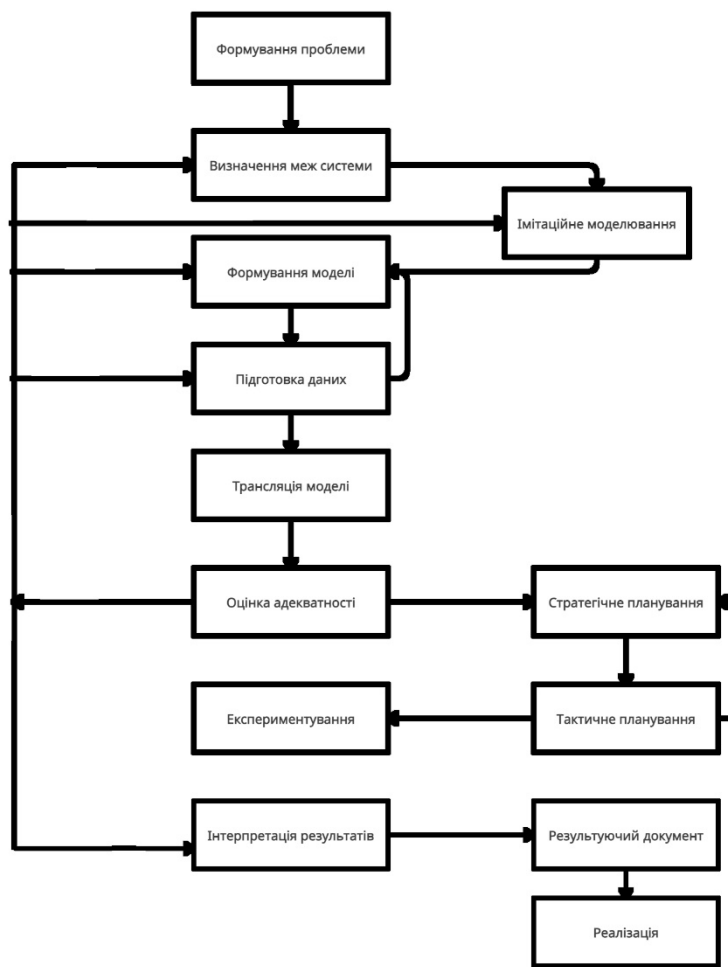 Формування проблеми
Визначення меж системи
Імітаційне моделювання
Формування моделі
Підготовка даних
Трансляція моделі
Оцінка адекватності
Стратегічне планування
Експериментування
Тактичне планування
Інтерпретація результатів
Результуючий документ
Реалізація